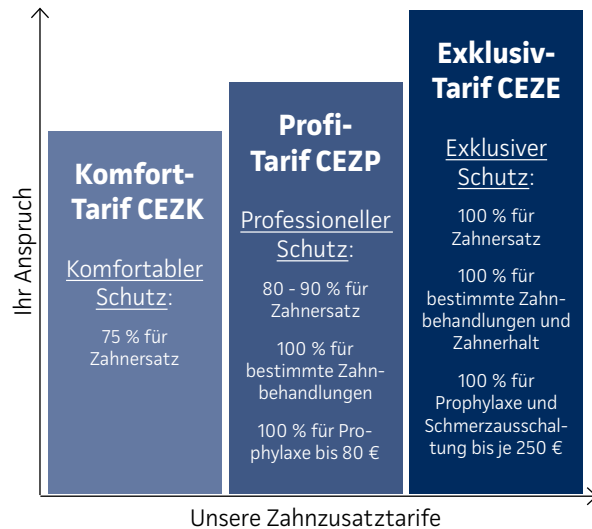 Ihr Anspruch
Komfort-
Tarif CEZK
Komfortabler
Schutz:
75 % für
Zahnersatz
Profi-
Tarif CEZP
Professioneller
Schutz:
80 - 90 % für
Zahnersatz
100 % für
bestimmte Zahn-
behandlungen
100 % für Pro-
phylaxe bis 80 €
Exklusiv-
Tarif CEZE
Exklusiver
Schutz:
100 % für
Zahnersatz
100 % für
bestimmte Zahn-
behandlungen und
Zahnerhalt
100 % für
Prophylaxe und
Schmerzausschal-
tung bis je 250 €
Unsere Zahnzusatztarife